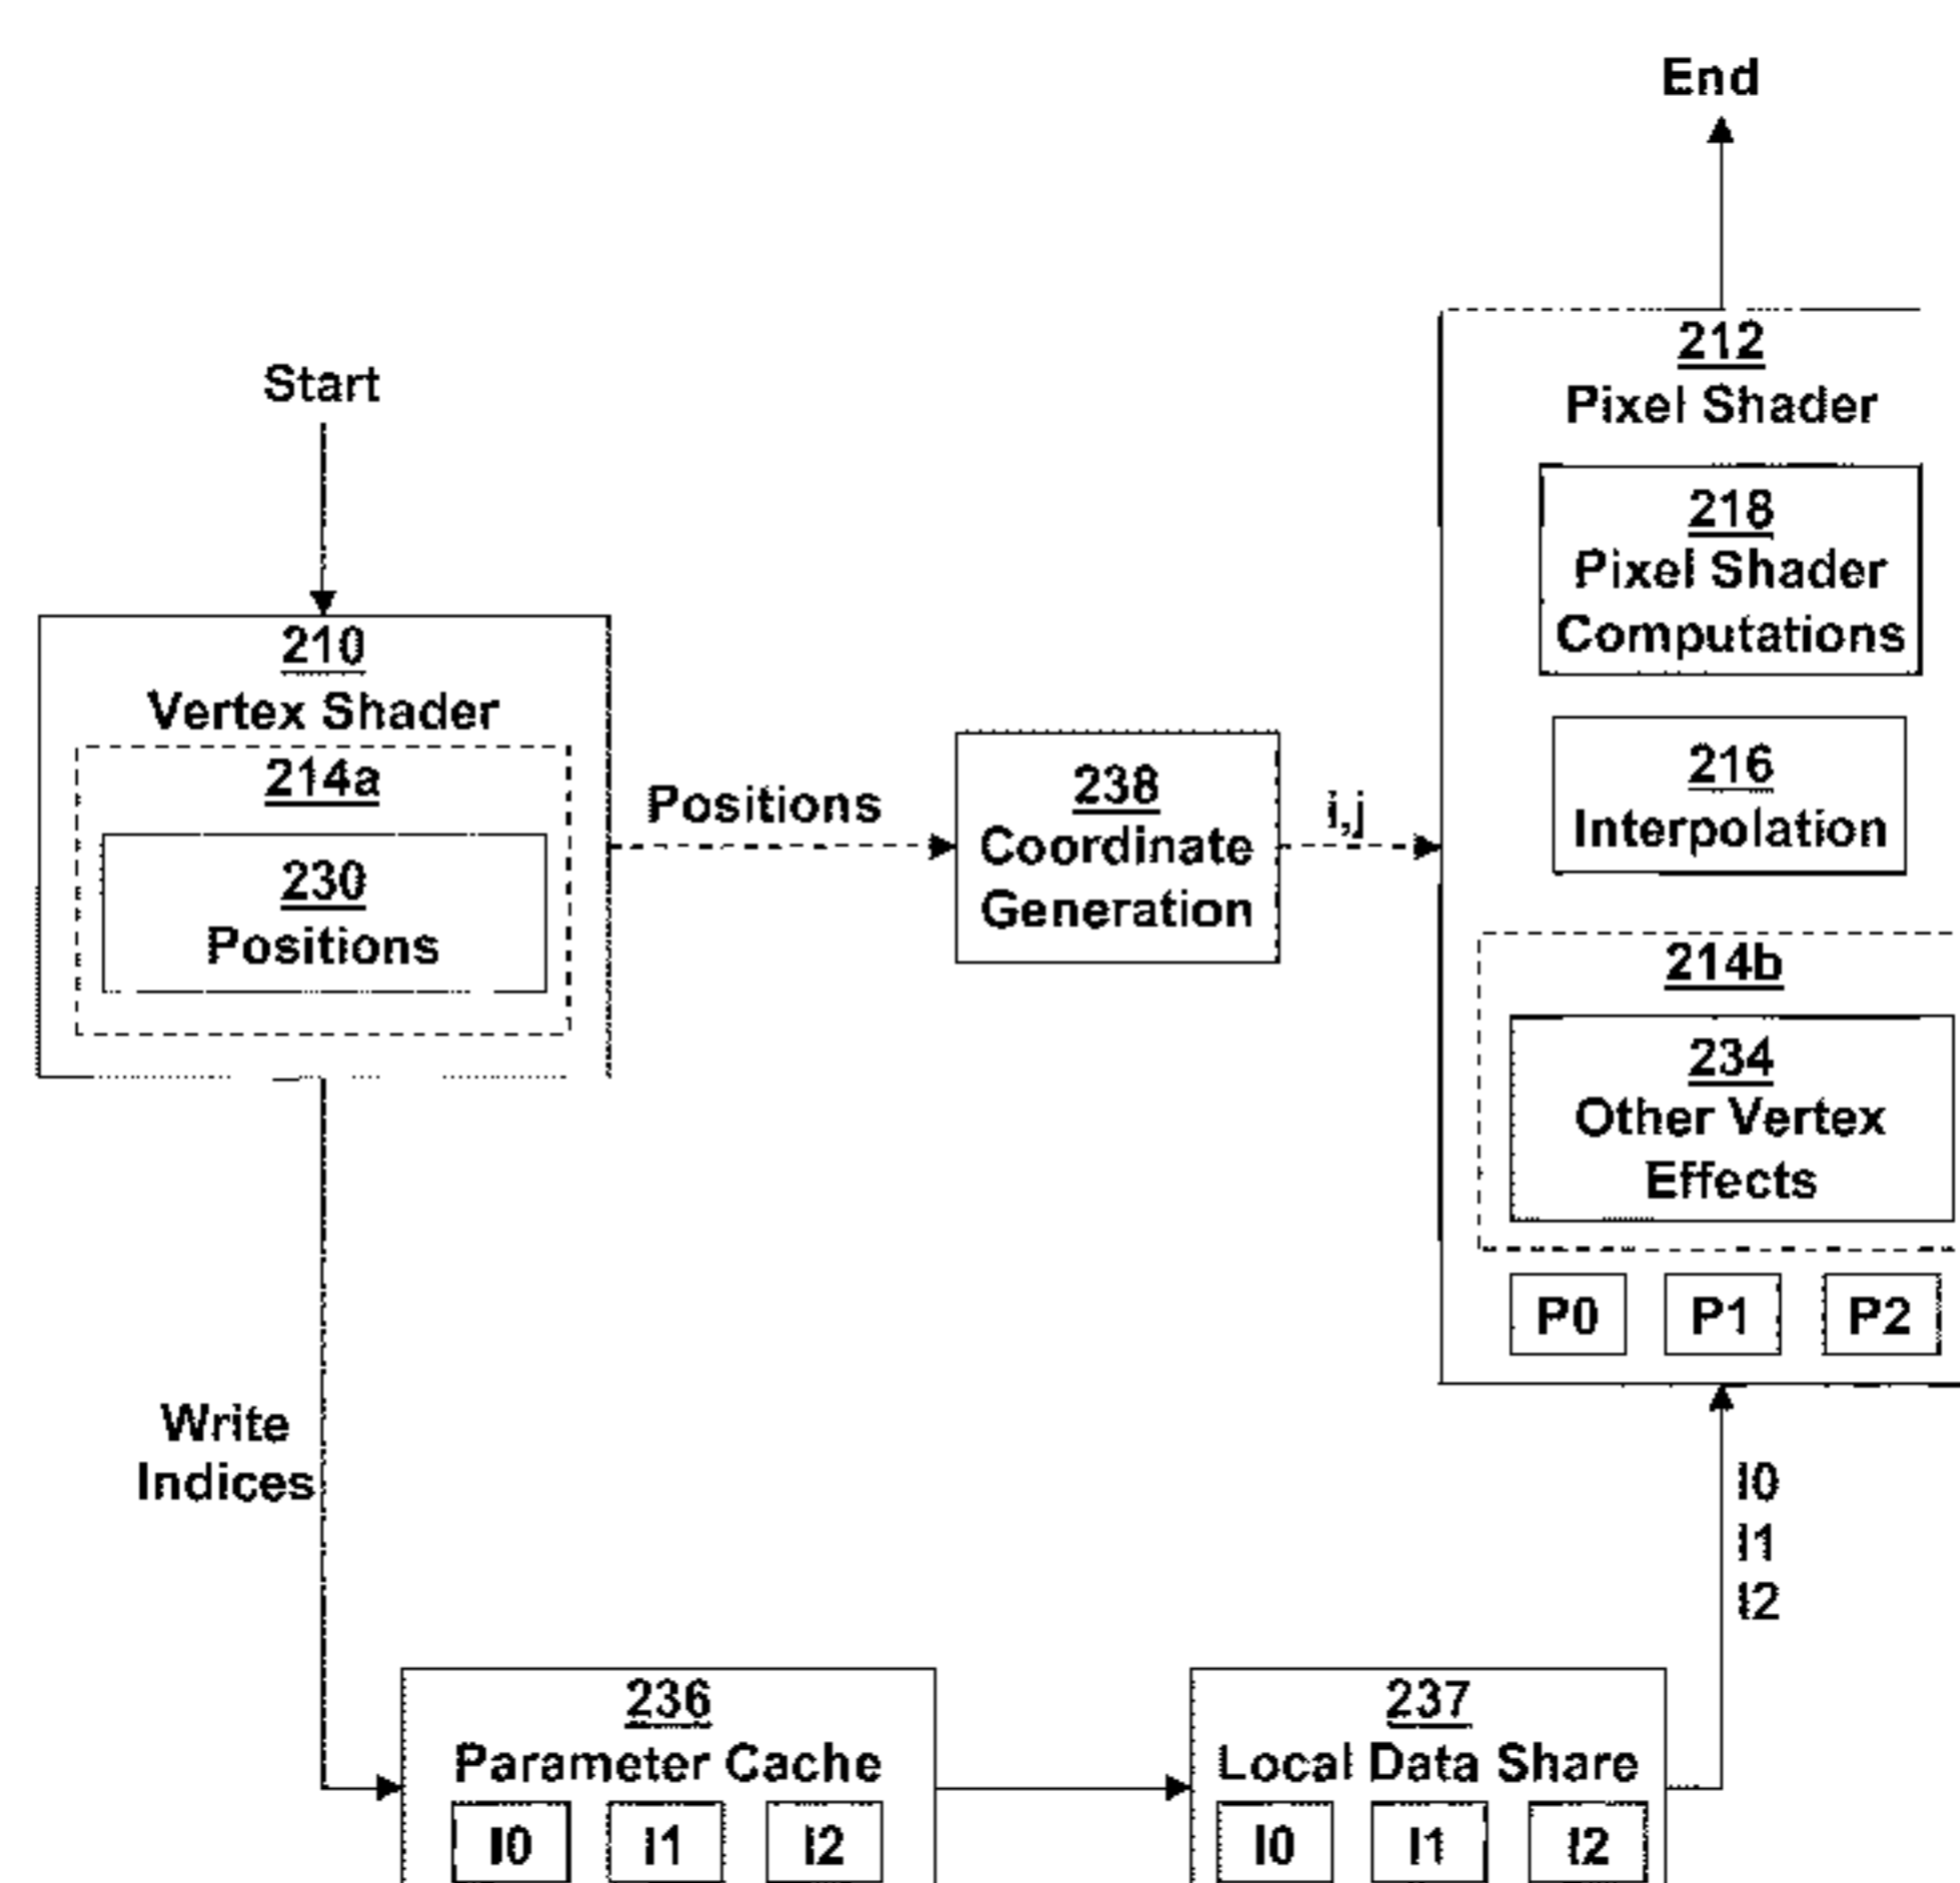 End
Start
212
Pixel Shader
218
Pixel Shader
Computations
216
Interpolation
214b
234
Other Vertex
Effects
P0 P1 P2
210
Vertex Shader
214a
230
Positions
Positions
238
Coordinate
Generation
i,j
Write
Indices
I0
I1
I2
236
Parameter Cache
I0 I1 I2
237
Local Data Share
I0 I1 I2